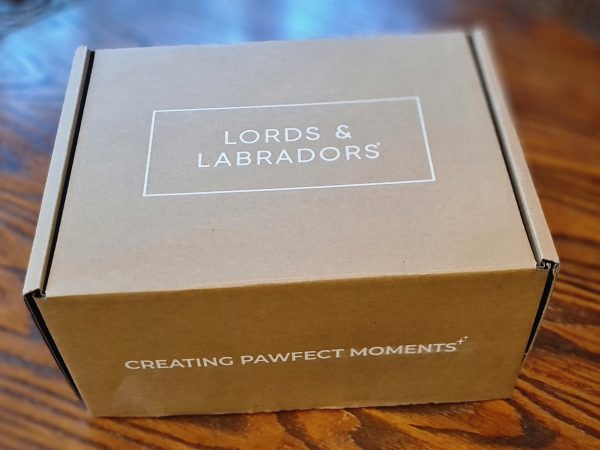 LORDS &
LABRADORS®
CREATING PAWFECT MOMENTS